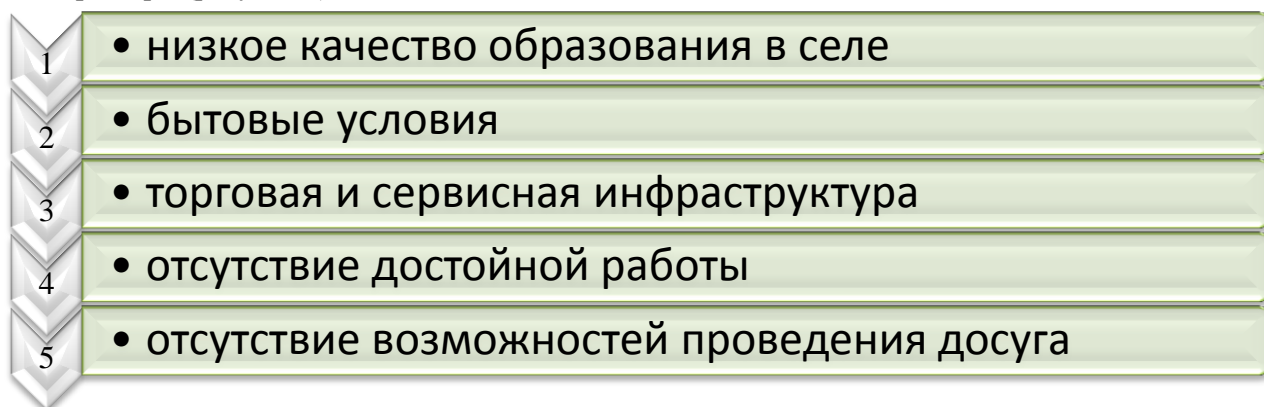 1 • низкое качество образования в селе
2 • бытовые условия
3 • торговая и сервисная инфраструктура
4 • отсутствие достойной работы
5 • отсутствие возможностей проведения досуга